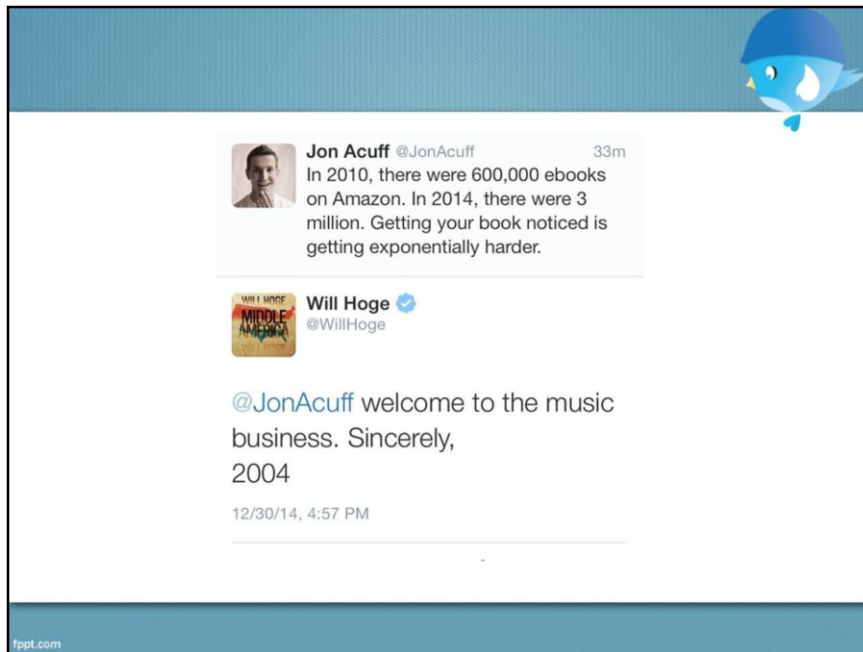 Jon Acuff @JonAcuff 33m
In 2010, there were 600,000 ebooks
on Amazon. In 2014, there were 3
million. Getting your book noticed is
getting exponentially harder.
WILL HOGE
MIDDLE
AMERICA
WILL HOGE
Will Hoge
@WillHoge
@JonAcuff welcome to the music
business. Sincerely,
2004
12/30/14, 4:57 PM
fppt.com